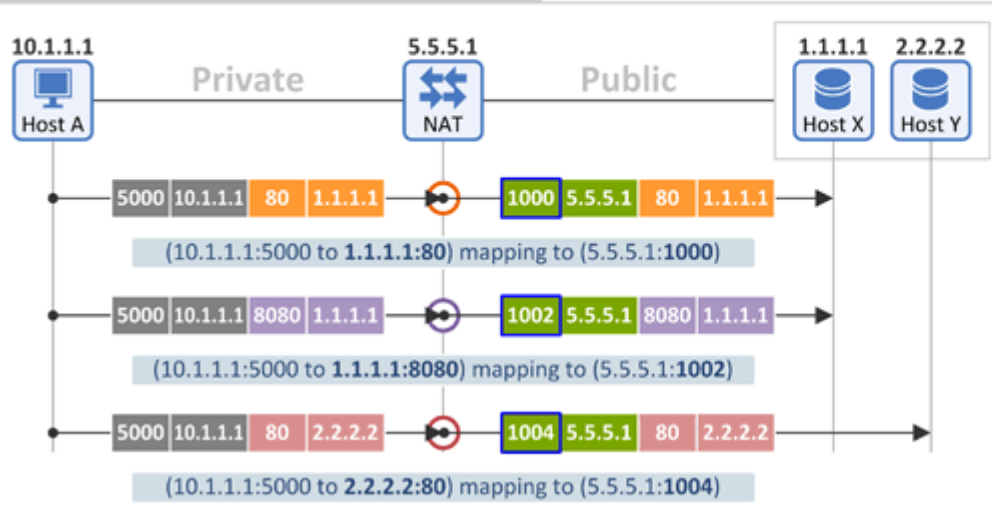 10.1.1.1 5.5.5.1 1.1.1.1 2.2.2.2
Private Public
Host A NAT Host X Host Y
5000 10.1.1.1 80 1.1.1.1 1000 5.5.5.1 80 1.1.1.1
(10.1.1.1:5000 to 1.1.1.1:80) mapping to (5.5.5.1:1000)
5000 10.1.1.1 8080 1.1.1.1 1002 5.5.5.1 8080 1.1.1.1
(10.1.1.1:5000 to 1.1.1.1:8080) mapping to (5.5.5.1:1002)
5000 10.1.1.1 80 2.2.2.2 1004 5.5.5.1 80 2.2.2.2
(10.1.1.1:5000 to 2.2.2.2:80) mapping to (5.5.5.1:1004)